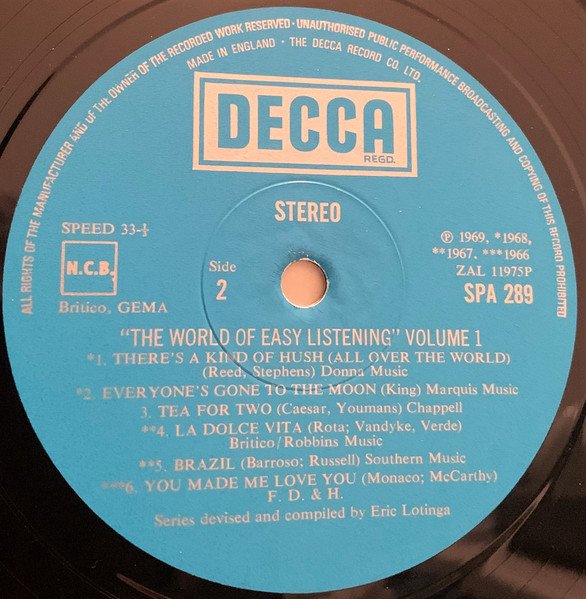 ALL RIGHTS OF THE MANUFACTURER AND OF THE OWNER OF THE RECORDED WORK RESERVED · UNAUTHORISED PUBLIC PERFORMANCE BROADCASTING AND COPYING OF THIS RECORD PROHIBITED
MADE IN ENGLAND · THE DECCA RECORD CO. LTD.
DECCA
REGD.
STEREO
SPEED 33-⅓
N.C.B.
Britico, GEMA
Side
2
℗ 1969, *1968,
**1967. ***1966
ZAL 11975P
SPA 289
"THE WORLD OF EASY LISTENING" VOLUME 1
*1. THERE'S A KIND OF HUSH (ALL OVER THE WORLD)
(Reed, Stephens) Donna Music
*2. EVERYONE'S GONE TO THE MOON (King) Marquis Music
3. TEA FOR TWO (Caesar, Youmans) Chappell
**4. LA DOLCE VITA (Rota; Vandyke, Verde)
Britico/Robbins Music
**5. BRAZIL (Barroso; Russell) Southern Music
***6. YOU MADE ME LOVE YOU (Monaco; McCarthy)
F. D. & H.
Series devised and compiled by Eric Lotinga